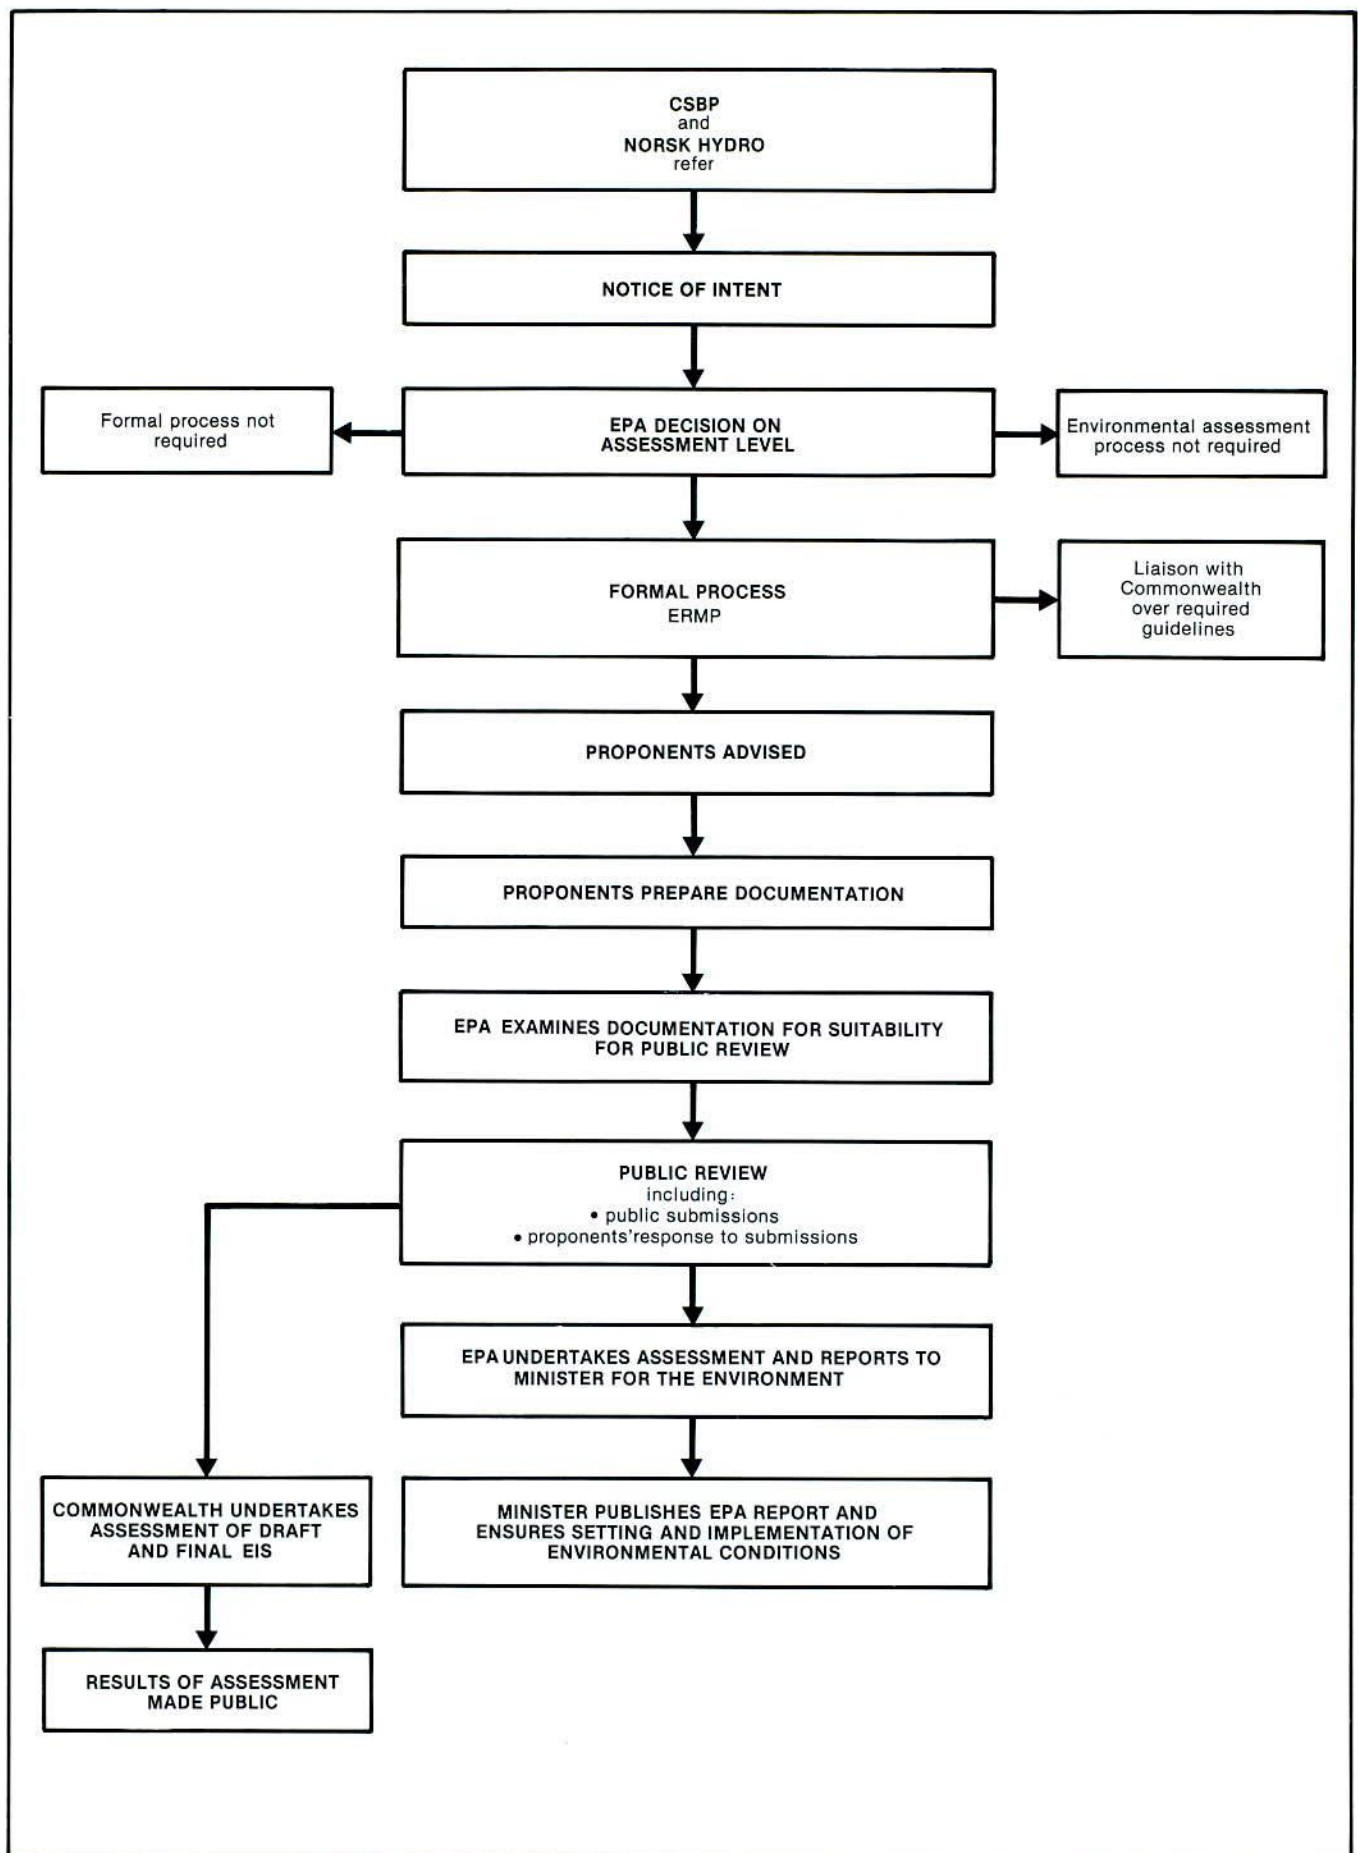 CSBP
and
NORSK HYDRO
refer
NOTICE OF INTENT
Formal process not
required
EPA DECISION ON
ASSESSMENT LEVEL
Environmental assessment
process not required
FORMAL PROCESS
ERMP
Liaison with
Commonwealth
over required
guidelines
PROPONENTS ADVISED
PROPONENTS PREPARE DOCUMENTATION
EPA EXAMINES DOCUMENTATION FOR SUITABILITY
FOR PUBLIC REVIEW
PUBLIC REVIEW
including:
• public submissions
• proponents'response to submissions
EPA UNDERTAKES ASSESSMENT AND REPORTS TO
MINISTER FOR THE ENVIRONMENT
COMMONWEALTH UNDERTAKES
ASSESSMENT OF DRAFT
AND FINAL EIS
MINISTER PUBLISHES EPA REPORT AND
ENSURES SETTING AND IMPLEMENTATION OF
ENVIRONMENTAL CONDITIONS
RESULTS OF ASSESSMENT
MADE PUBLIC